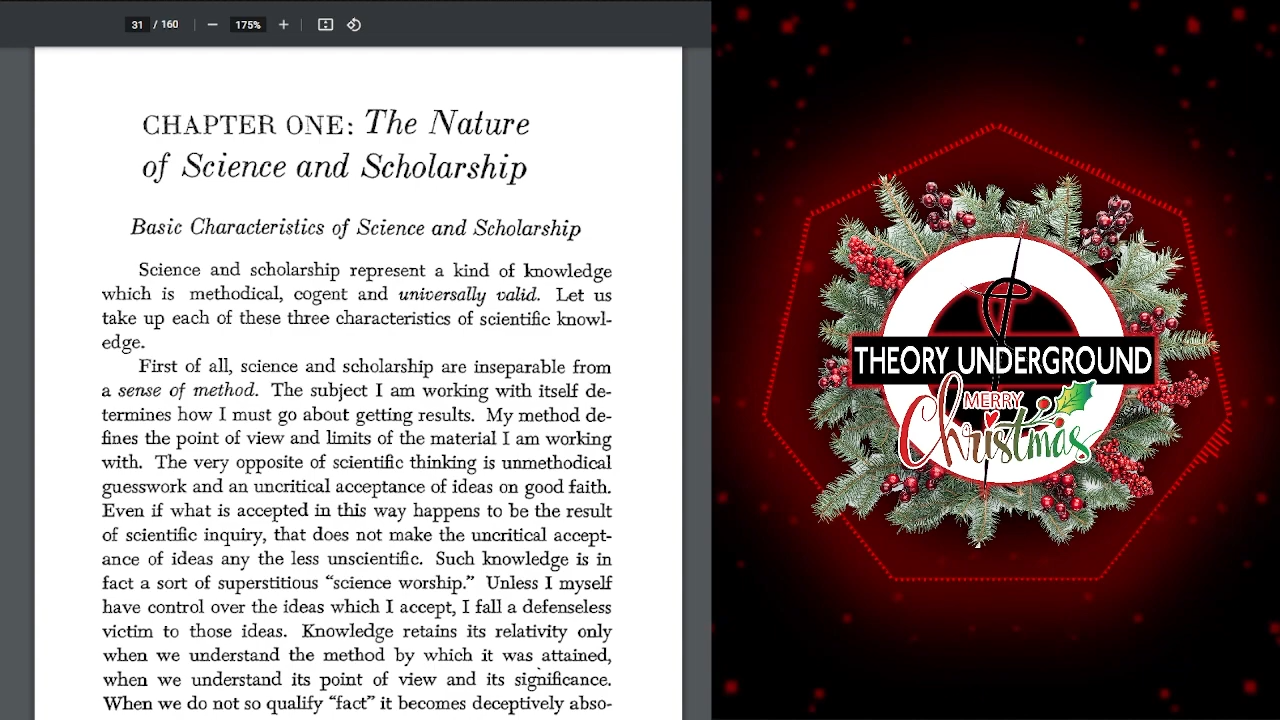 31 / 160
175%
CHAPTER ONE: The Nature
of Science and Scholarship
Basic Characteristics of Science and Scholarship
Science and scholarship represent a kind of knowledge
which is methodical, cogent and universally valid. Let us
take up each of these three characteristics of scientific knowl-
edge.
First of all, science and scholarship are inseparable from
a sense of method. The subject I am working with itself de-
termines how I must go about getting results. My method de-
fines the point of view and limits of the material I am working
with. The very opposite of scientific thinking is unmethodical
guesswork and an uncritical acceptance of ideas on good faith.
Even if what is accepted in this way happens to be the result
of scientific inquiry, that does not make the uncritical accept-
ance of ideas any the less unscientific. Such knowledge is in
fact a sort of superstitious “science worship.” Unless I myself
have control over the ideas which I accept, I fall a defenseless
victim to those ideas. Knowledge retains its relativity only
when we understand the method by which it was attained,
when we understand its point of view and its significance.
When we do not so qualify “fact” it becomes deceptively abso-
THEORY UNDERGROUND
MERRY
Christmas